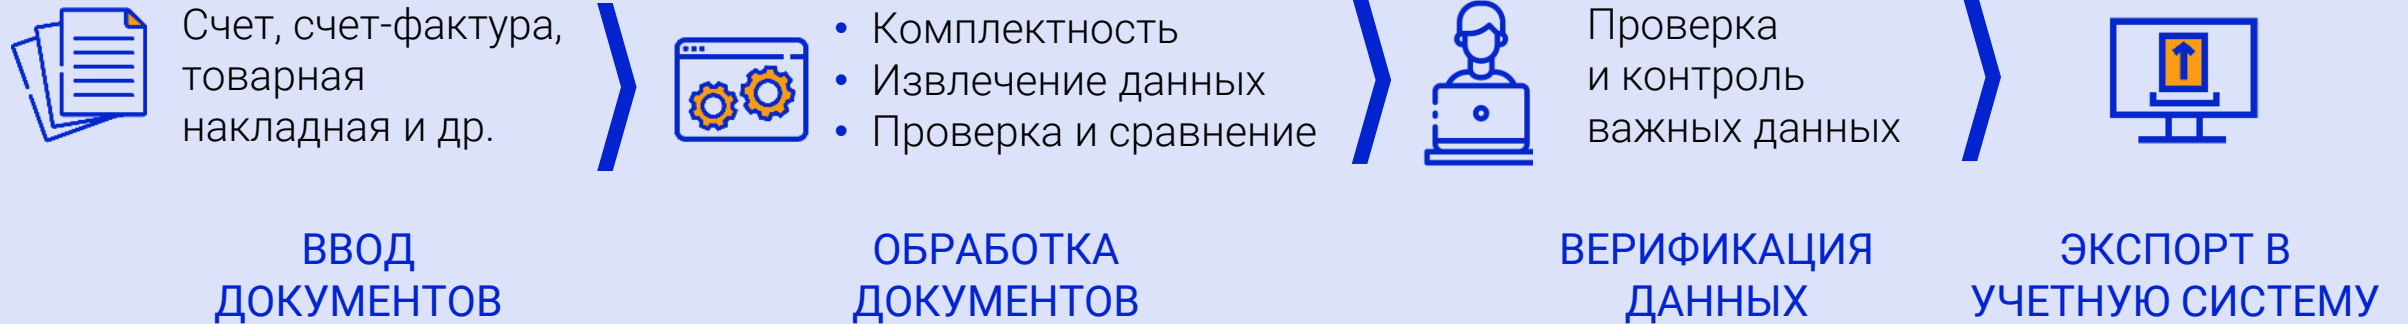 Счет, счет-фактура,
товарная
накладная и др.
• Комплектность
• Извлечение данных
• Проверка и сравнение
Проверка
и контроль
важных данных
ВВОД
ДОКУМЕНТОВ
ОБРАБОТКА
ДОКУМЕНТОВ
ВЕРИФИКАЦИЯ
ДАННЫХ
ЭКСПОРТ В
УЧЕТНУЮ СИСТЕМУ